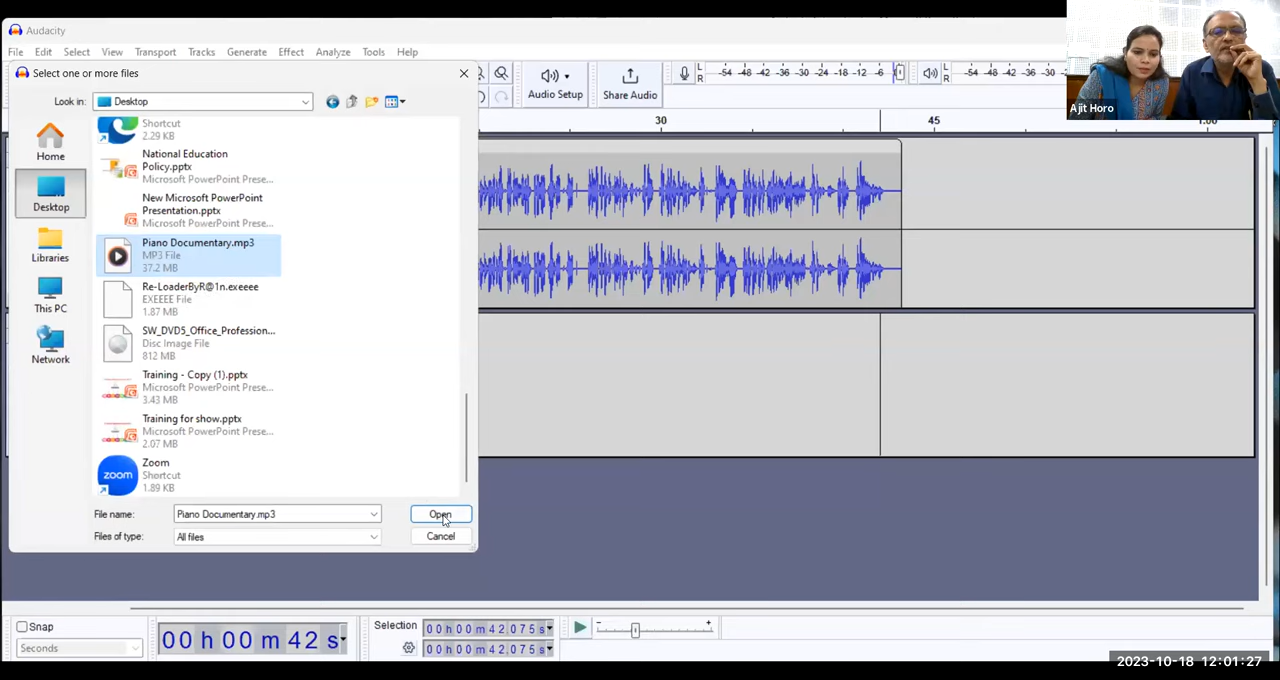 Audacity
File Edit Select View Transport Tracks Generate Effect Analyze Tools Help
Select one or more files
Look in: Desktop
Audio Setup
Share Audio
L
R
-54 -48 -42 -36 -30 -24 -18 -12 -6
L
R
-54 -48 -42 -36 -30
Ajit Horo
30 45 1:00
Home
Desktop
Libraries
This PC
Network
Shortcut
2.29 KB
National Education
Policy.pptx
Microsoft PowerPoint Prese...
New Microsoft PowerPoint
Presentation.pptx
Microsoft PowerPoint Prese...
Piano Documentary.mp3
MP3 File
37.2 MB
Re-LoaderByR@1n.exeeee
EXEEEE File
1.87 MB
SW_DVD5_Office_Profession...
Disc Image File
812 MB
Training - Copy (1).pptx
Microsoft PowerPoint Prese...
3.43 MB
Training for show.pptx
Microsoft PowerPoint Prese...
2.07 MB
zoom
Zoom
Shortcut
1.89 KB
File name: Piano Documentary.mp3 Open
Files of type: All files Cancel
Snap
Seconds
00 h 00 m 42 s
Selection
00 h 00 m 42.075 s
00 h 00 m 42.075 s
2023-10-18 12:01:27